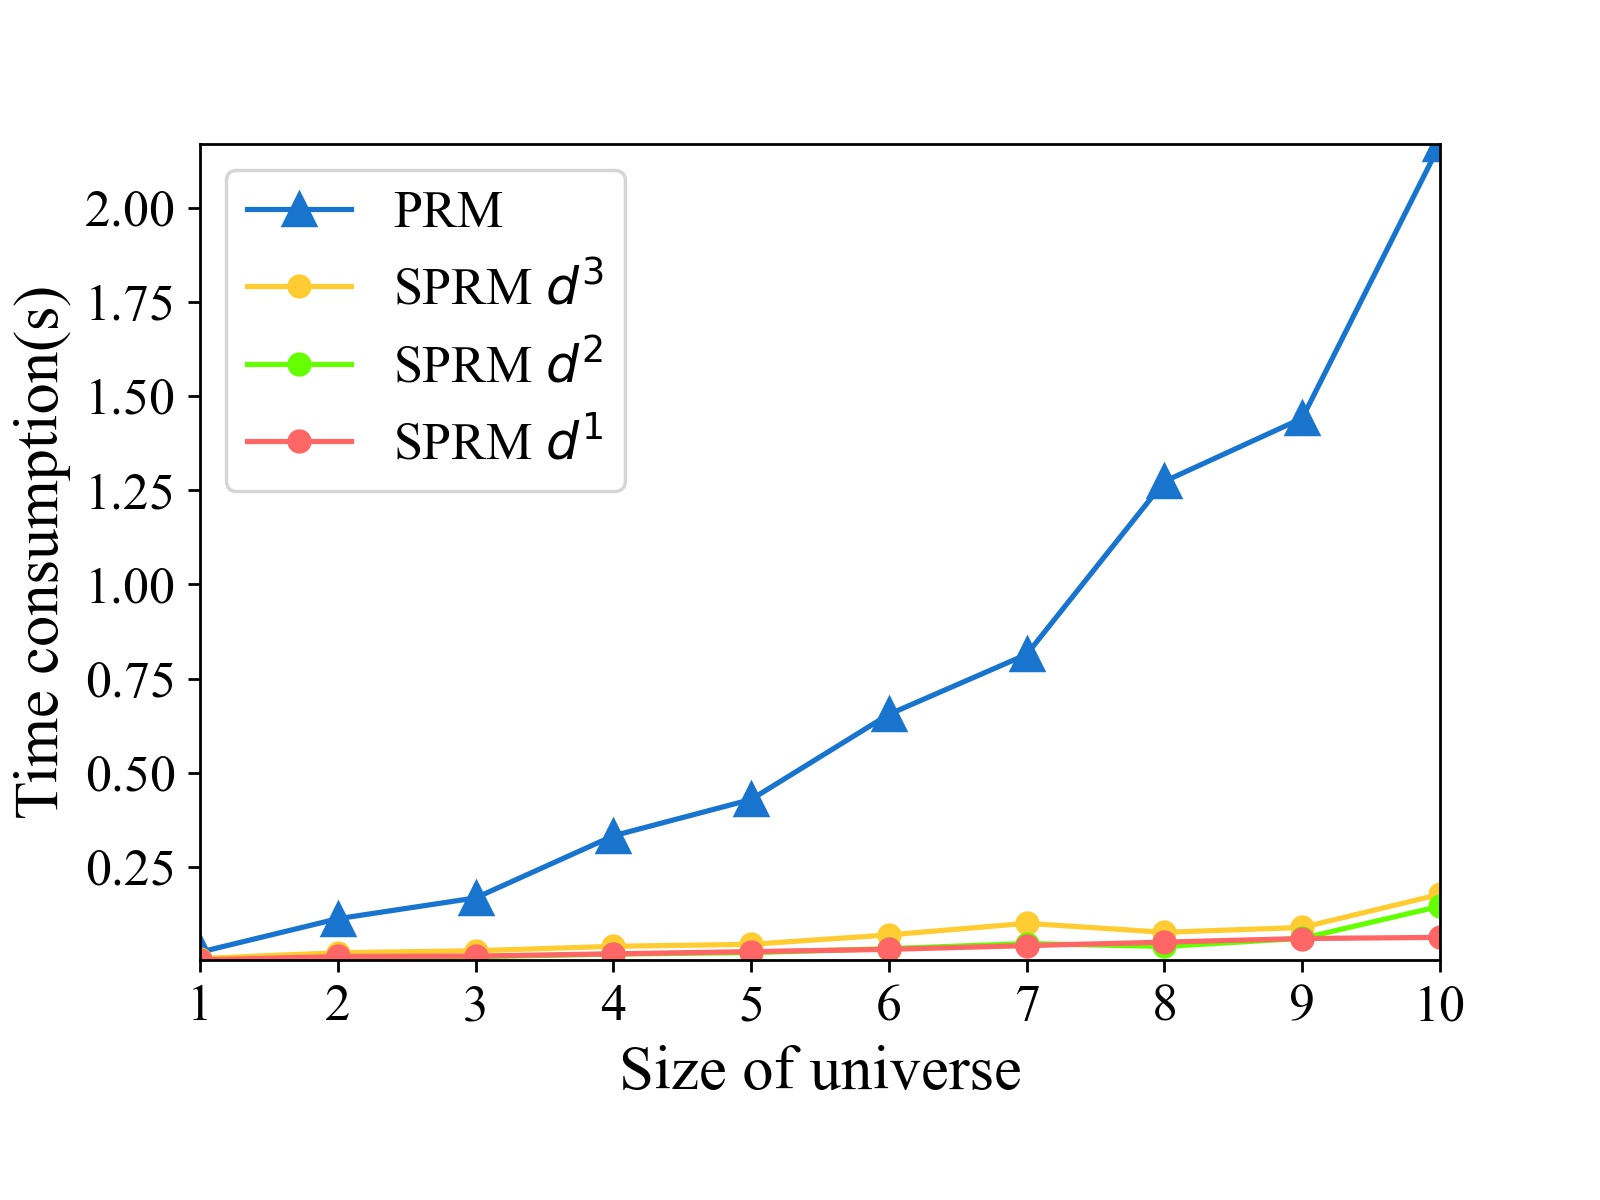 PRM
SPRM d³
SPRM d²
SPRM d¹
2.00
1.75
1.50
1.25
1.00
0.75
0.50
0.25
Time consumption(s)
1 2 3 4 5 6 7 8 9 10
Size of universe